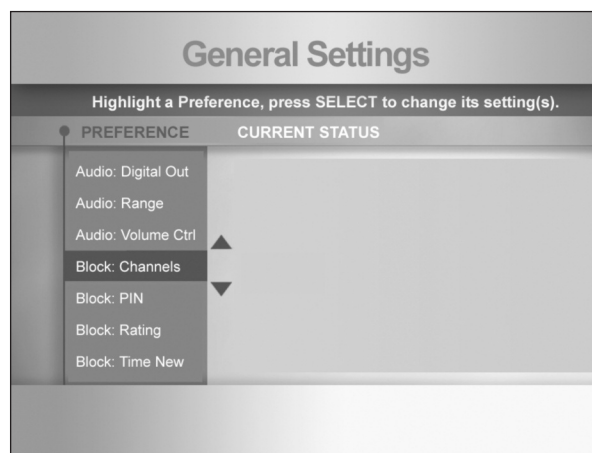 General Settings
Highlight a Preference, press SELECT to change its setting(s).
PREFERENCE CURRENT STATUS
Audio: Digital Out
Audio: Range
Audio: Volume Ctrl
Block: Channels
Block: PIN
Block: Rating
Block: Time New